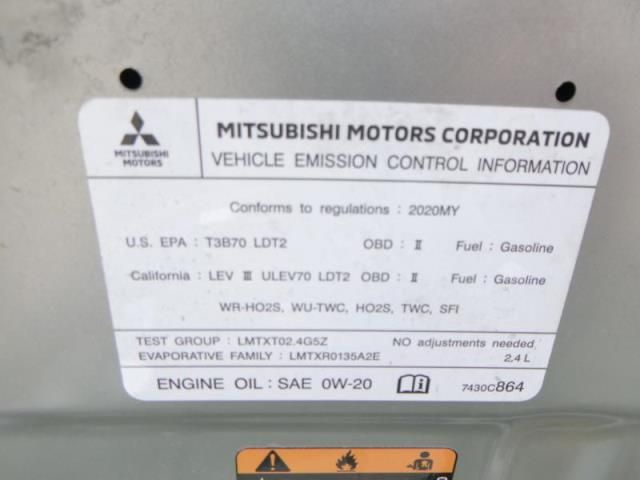 MITSUBISHI MOTORS
MITSUBISHI MOTORS CORPORATION
VEHICLE EMISSION CONTROL INFORMATION
Conforms to regulations : 2020MY
U.S. EPA : T3B70 LDT2 OBD : Ⅱ Fuel : Gasoline
California : LEV Ⅲ ULEV70 LDT2 OBD : Ⅱ Fuel : Gasoline
WR-HO2S, WU-TWC, HO2S, TWC, SFI
TEST GROUP : LMTXT02.4G5Z NO adjustments needed
EVAPORATIVE FAMILY : LMTXR0135A2E 2.4 L
ENGINE OIL : SAE 0W-20 7430C864